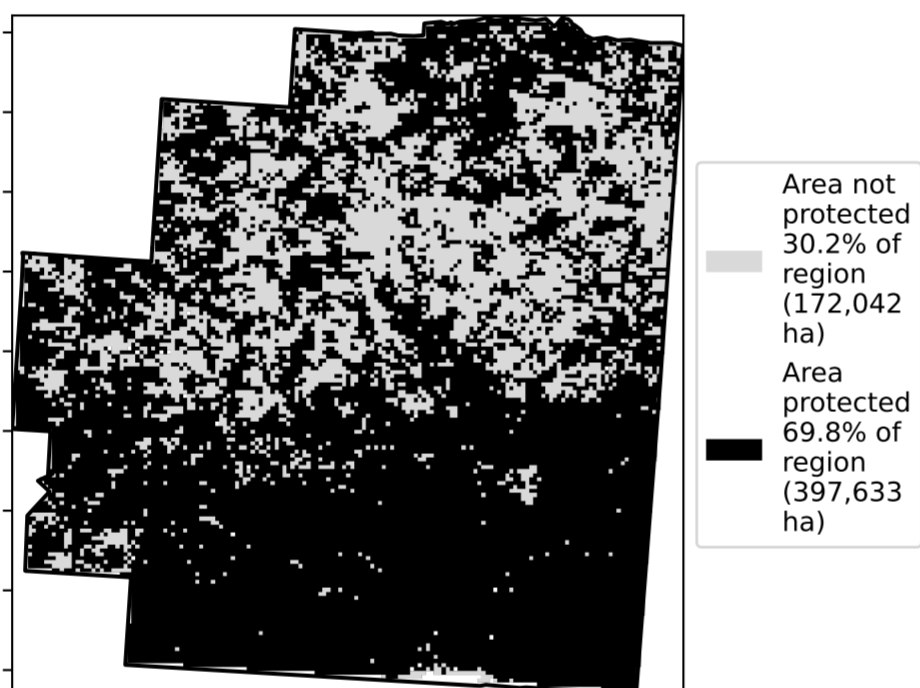 Area not
protected
30.2% of
region
(172,042
ha)
Area
protected
69.8% of
region
(397,633
ha)